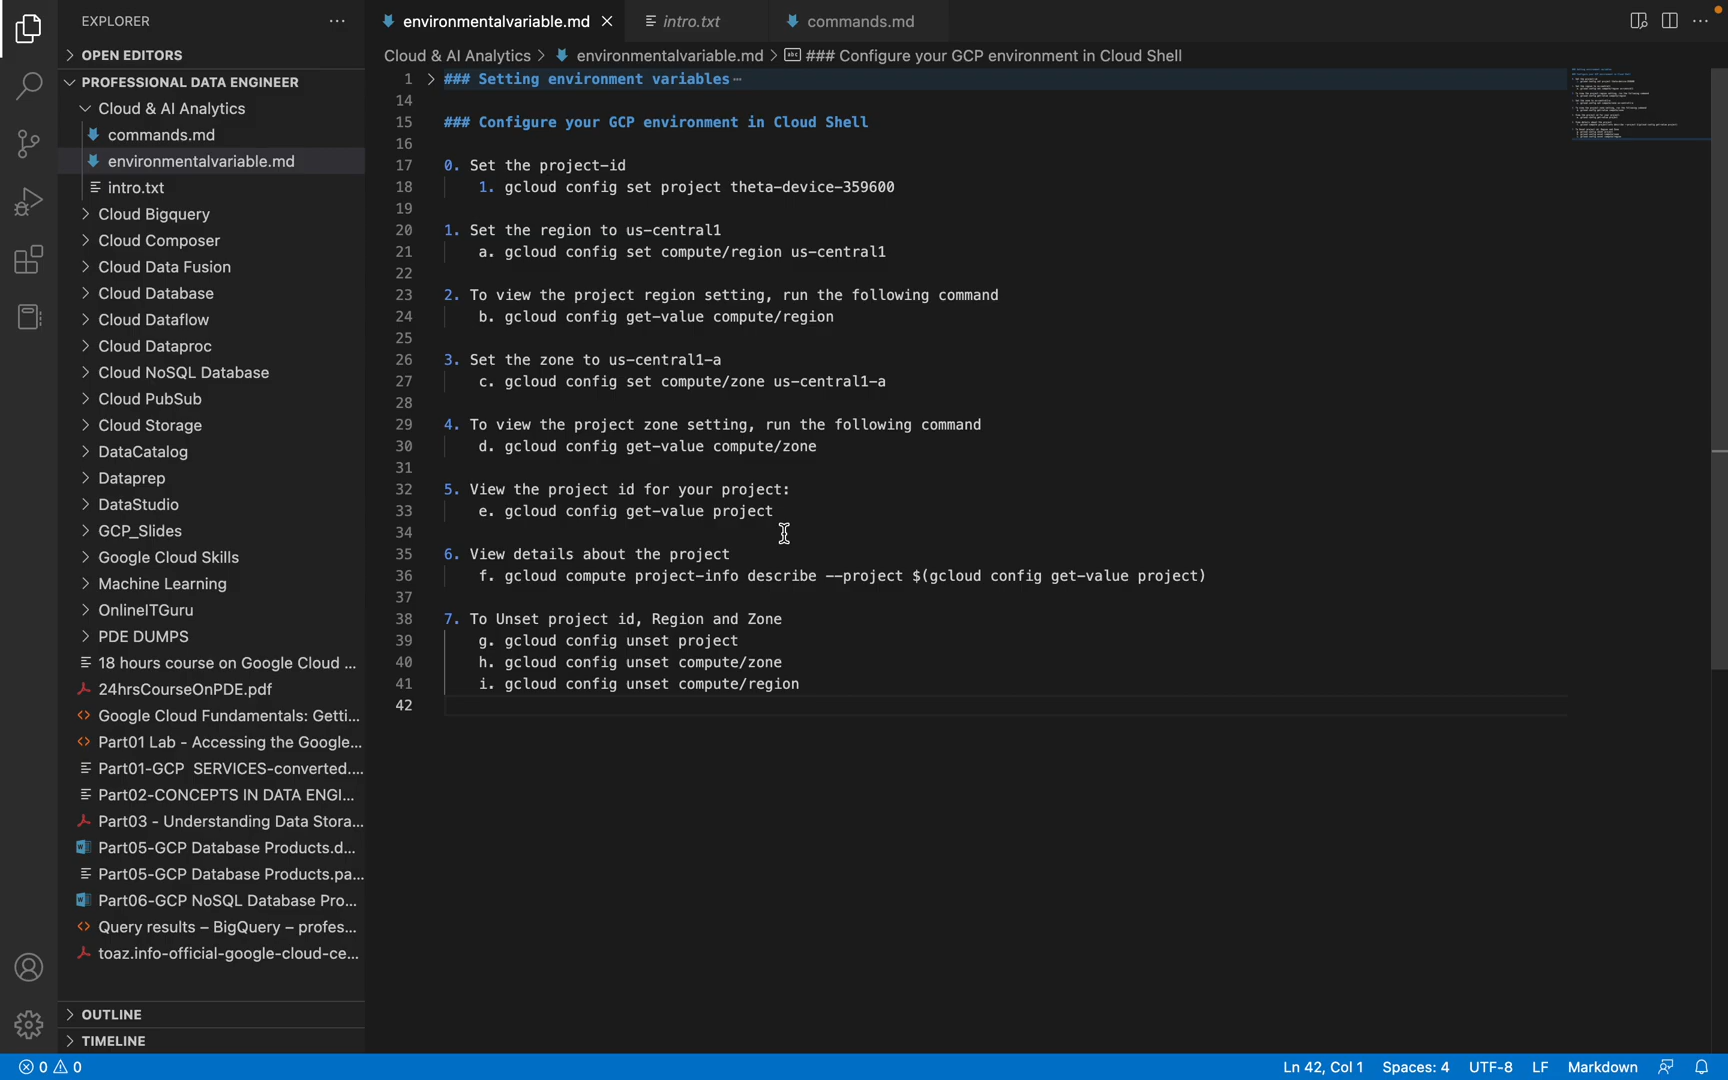 EXPLORER
OPEN EDITORS
PROFESSIONAL DATA ENGINEER
Cloud & AI Analytics
commands.md
environmentalvariable.md
intro.txt
Cloud Bigquery
Cloud Composer
Cloud Data Fusion
Cloud Database
Cloud Dataflow
Cloud Dataproc
Cloud NoSQL Database
Cloud PubSub
Cloud Storage
DataCatalog
Dataprep
DataStudio
GCP_Slides
Google Cloud Skills
Machine Learning
OnlineITGuru
PDE DUMPS
18 hours course on Google Cloud ...
24hrsCourseOnPDE.pdf
Google Cloud Fundamentals: Getti...
Part01 Lab - Accessing the Google...
Part01-GCP SERVICES-converted....
Part02-CONCEPTS IN DATA ENGI...
Part03 - Understanding Data Stora...
Part05-GCP Database Products.d...
Part05-GCP Database Products.pa...
Part06-GCP NoSQL Database Pro...
Query results – BigQuery – profes...
toaz.info-official-google-cloud-ce...
OUTLINE
TIMELINE
environmentalvariable.md
intro.txt
commands.md
Cloud & AI Analytics > environmentalvariable.md > ### Configure your GCP environment in Cloud Shell
1 ### Setting environment variables
14
15 ### Configure your GCP environment in Cloud Shell
16
17 0. Set the project-id
18 1. gcloud config set project theta-device-359600
19
20 1. Set the region to us-central1
21 a. gcloud config set compute/region us-central1
22
23 2. To view the project region setting, run the following command
24 b. gcloud config get-value compute/region
25
26 3. Set the zone to us-central1-a
27 c. gcloud config set compute/zone us-central1-a
28
29 4. To view the project zone setting, run the following command
30 d. gcloud config get-value compute/zone
31
32 5. View the project id for your project:
33 e. gcloud config get-value project
34
35 6. View details about the project
36 f. gcloud compute project-info describe --project $(gcloud config get-value project)
37
38 7. To Unset project id, Region and Zone
39 g. gcloud config unset project
40 h. gcloud config unset compute/zone
41 i. gcloud config unset compute/region
42
0 0
Ln 42, Col 1
Spaces: 4
UTF-8
LF
Markdown